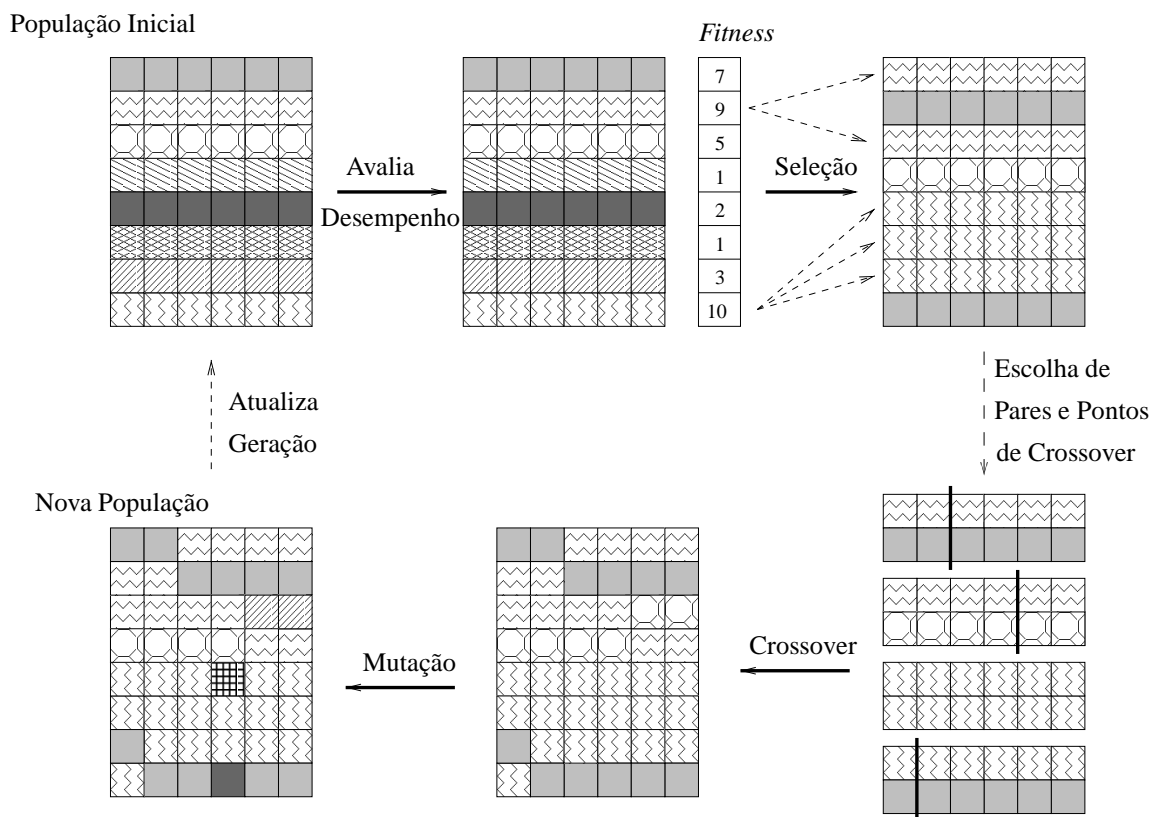 População Inicial
Fitness
7
9
5
1
2
1
3
10
Avalia
Desempenho
Seleção
Escolha de
Pares e Pontos
de Crossover
Atualiza
Geração
Nova População
Crossover
Mutação